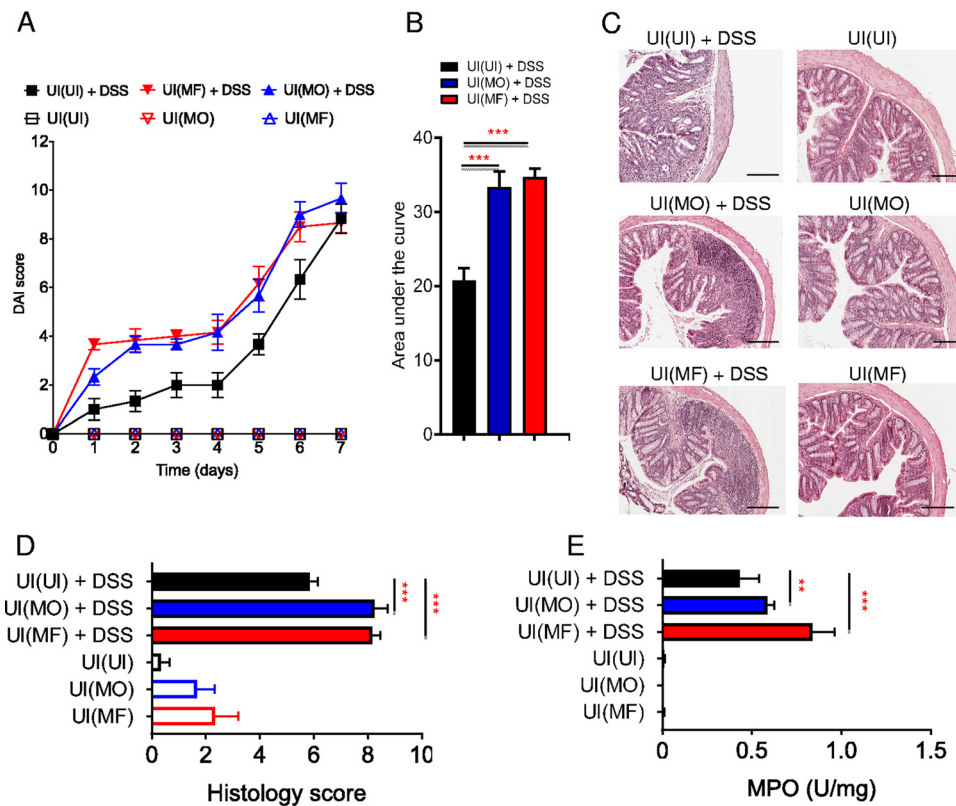 A
UI(UI) + DSS
UI(MF) + DSS
UI(MO) + DSS
UI(UI)
UI(MO)
UI(MF)
12
10
8
6
4
2
0
DAI score
0 1 2 3 4 5 6 7
Time (days)
B
UI(UI) + DSS
UI(MO) + DSS
UI(MF) + DSS
40
30
20
10
0
Area under the curve
***
***
C
UI(UI) + DSS
UI(UI)
UI(MO) + DSS
UI(MO)
UI(MF) + DSS
UI(MF)
D
UI(UI) + DSS
UI(MO) + DSS
UI(MF) + DSS
UI(UI)
UI(MO)
UI(MF)
***
***
0 2 4 6 8 10
Histology score
E
UI(UI) + DSS
UI(MO) + DSS
UI(MF) + DSS
UI(UI)
UI(MO)
UI(MF)
**
***
0 0.5 1.0 1.5
MPO (U/mg)